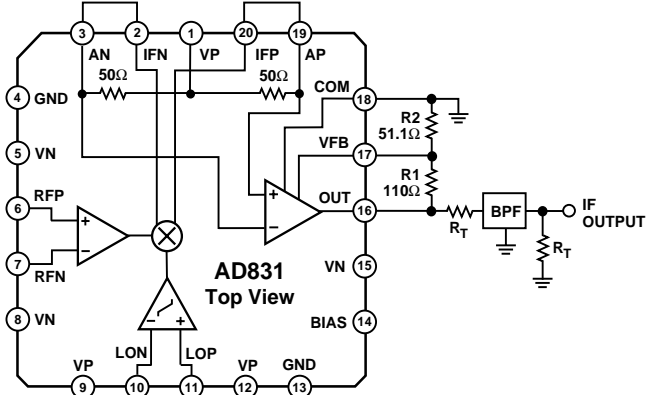 3 2 1 20 19
AN IFN VP IFP AP
50Ω 50Ω
COM
4 GND 18
R2
51.1Ω
5 VN
VFB 17
R1
110Ω
6 RFP
+ + OUT 16
BPF IF
OUTPUT
− −
RT
RT
7 RFN
AD831
Top View
VN 15
8 VN
BIAS 14
− +
LON LOP
VP VP GND
9 10 11 12 13